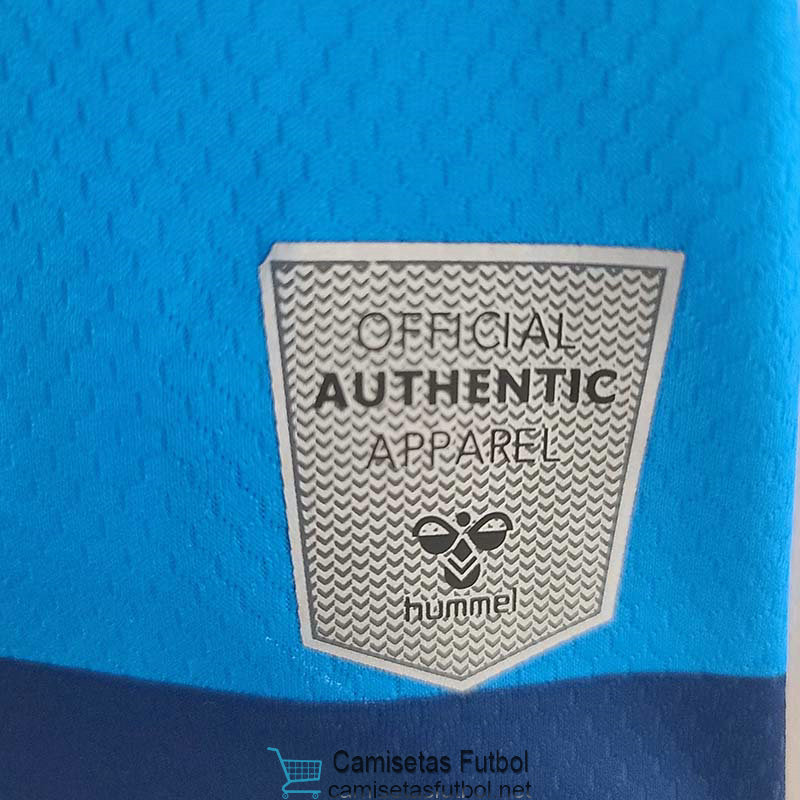 OFFICIAL
AUTHENTIC
APPAREL
hummel
Camisetas Futbol
camisetasfutbol.net